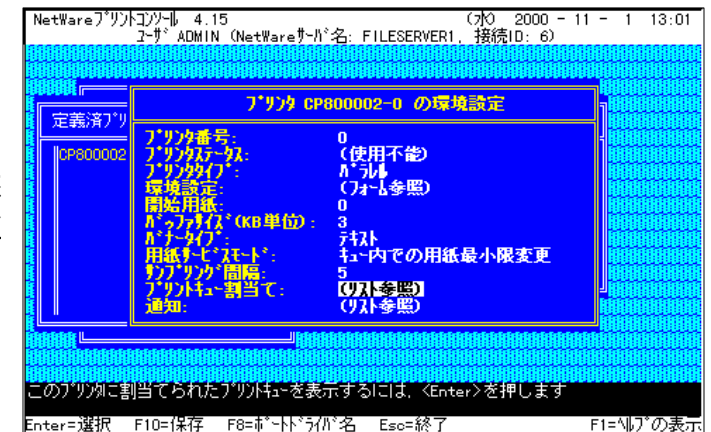 NetWareプリントコンソール 4.15 (水) 2000 - 11 - 1 13:01
ユーザ ADMIN (NetWareサーバ名: FILESERVER1, 接続ID: 6)
プリンタ CP800002-0 の環境設定
定義済プリ
CP800002
プリンタ番号: 0
プリンタステータス: (使用不能)
プリンタタイプ: パラレル
環境設定: (フォーム参照)
開始用紙: 0
バッファサイズ(KB単位): 3
バナータイプ: テキスト
用紙サービスモード: キュー内での用紙最小限変更
サンプリング間隔: 5
プリントキュー割当て: (リスト参照)
通知: (リスト参照)
このプリンタに割当てられたプリントキューを表示するには, <Enter>を押します
Enter=選択 F10=保存 F8=ポートドライバ名 Esc=終了 F1=ヘルプの表示